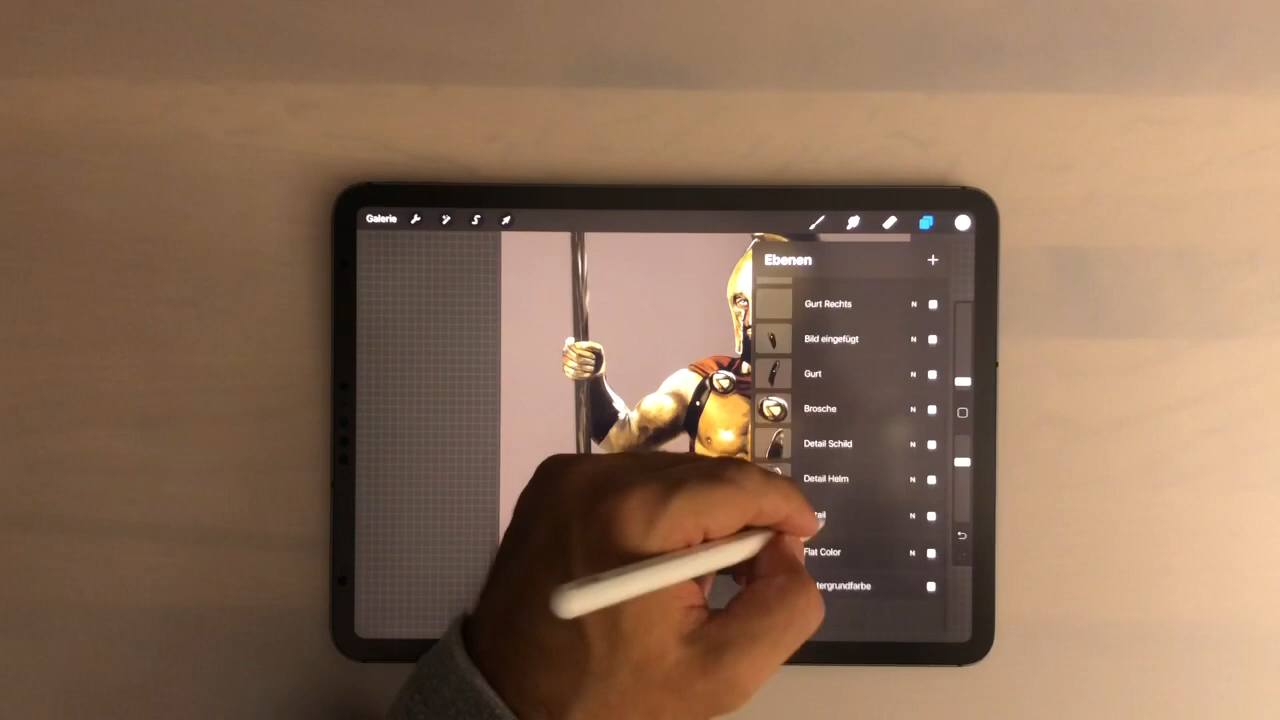 Galerie
Ebenen
Gurt Rechts N
Bild eingefügt N
Gurt N
Brosche N
Detail Schild N
Detail Helm N
N
Flat Color N